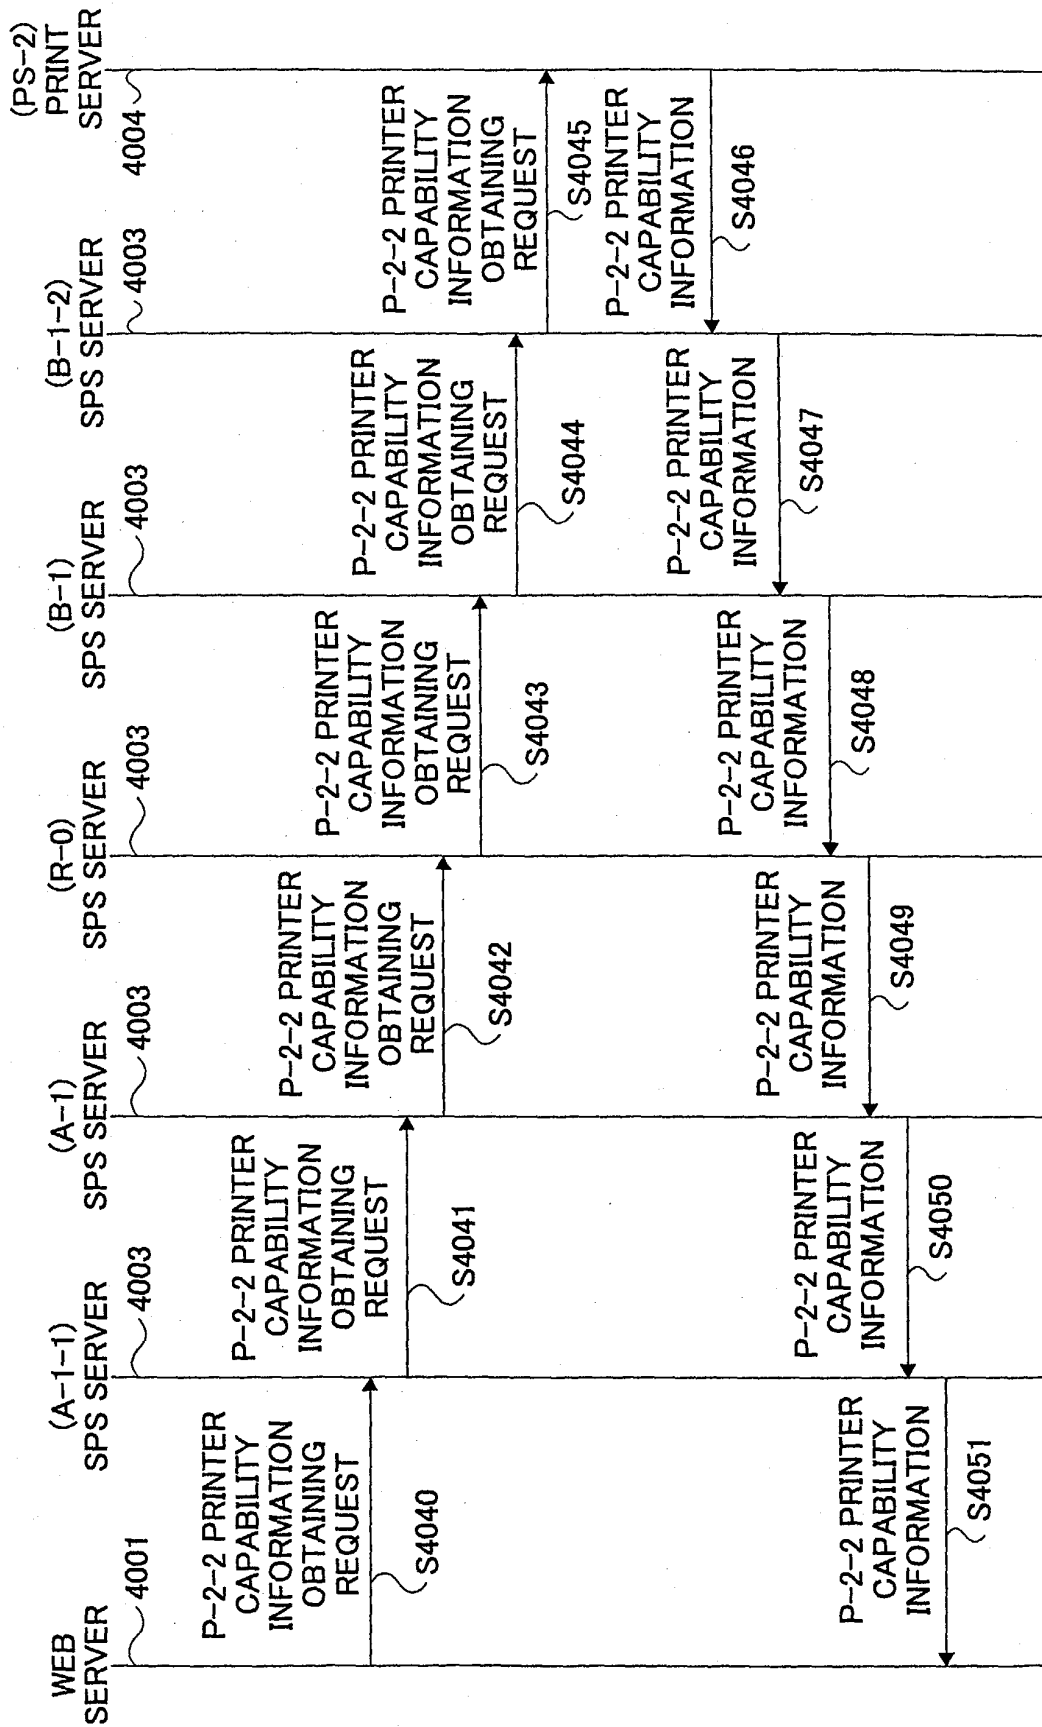 WEB
SERVER
4001
(A-1-1)
SPS SERVER
4003
(A-1)
SPS SERVER
4003
(R-0)
SPS SERVER
4003
(B-1)
SPS SERVER
4003
(B-1-2)
SPS SERVER
4003
(PS-2)
PRINT
SERVER
4004
P-2-2 PRINTER
CAPABILITY
INFORMATION
OBTAINING
REQUEST
S4040
P-2-2 PRINTER
CAPABILITY
INFORMATION
OBTAINING
REQUEST
S4041
P-2-2 PRINTER
CAPABILITY
INFORMATION
OBTAINING
REQUEST
S4042
P-2-2 PRINTER
CAPABILITY
INFORMATION
OBTAINING
REQUEST
S4043
P-2-2 PRINTER
CAPABILITY
INFORMATION
OBTAINING
REQUEST
S4044
P-2-2 PRINTER
CAPABILITY
INFORMATION
OBTAINING
REQUEST
S4045
P-2-2 PRINTER
CAPABILITY
INFORMATION
S4046
P-2-2 PRINTER
CAPABILITY
INFORMATION
S4047
P-2-2 PRINTER
CAPABILITY
INFORMATION
S4048
P-2-2 PRINTER
CAPABILITY
INFORMATION
S4049
P-2-2 PRINTER
CAPABILITY
INFORMATION
S4050
P-2-2 PRINTER
CAPABILITY
INFORMATION
S4051